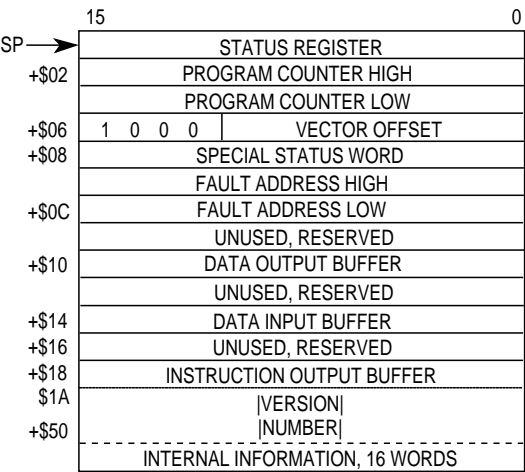 15 0
SP STATUS REGISTER
+$02 PROGRAM COUNTER HIGH
PROGRAM COUNTER LOW
+$06 1 0 0 0 VECTOR OFFSET
+$08 SPECIAL STATUS WORD
FAULT ADDRESS HIGH
+$0C FAULT ADDRESS LOW
UNUSED, RESERVED
+$10 DATA OUTPUT BUFFER
UNUSED, RESERVED
+$14 DATA INPUT BUFFER
+$16 UNUSED, RESERVED
+$18 INSTRUCTION OUTPUT BUFFER
$1A |VERSION|
+$50 |NUMBER|
INTERNAL INFORMATION, 16 WORDS